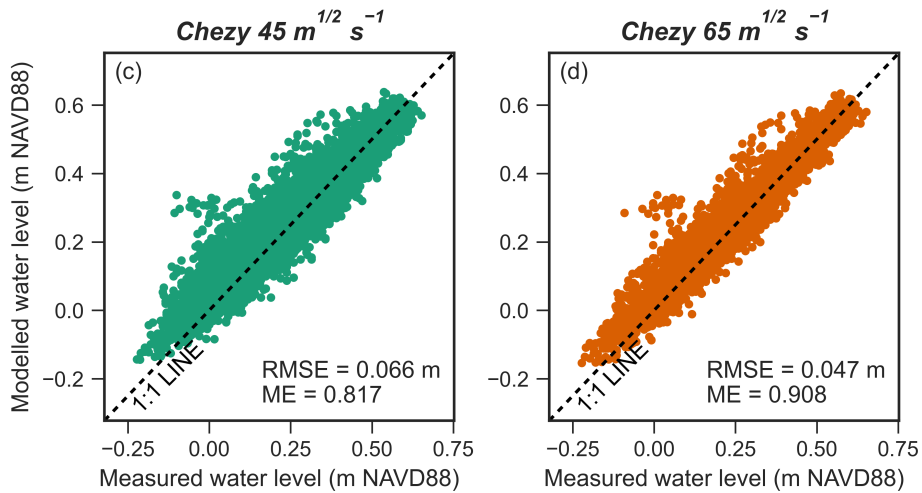 Chezy 45 m^1/2 s^−1
Modelled water level (m NAVD88)
(c)
0.6
0.4
0.2
0.0
−0.2
1:1 LINE
RMSE = 0.066 m
ME = 0.817
−0.25 0.00 0.25 0.50 0.75
Measured water level (m NAVD88)
Chezy 65 m^1/2 s^−1
(d)
0.6
0.4
0.2
0.0
−0.2
1:1 LINE
RMSE = 0.047 m
ME = 0.908
−0.25 0.00 0.25 0.50 0.75
Measured water level (m NAVD88)